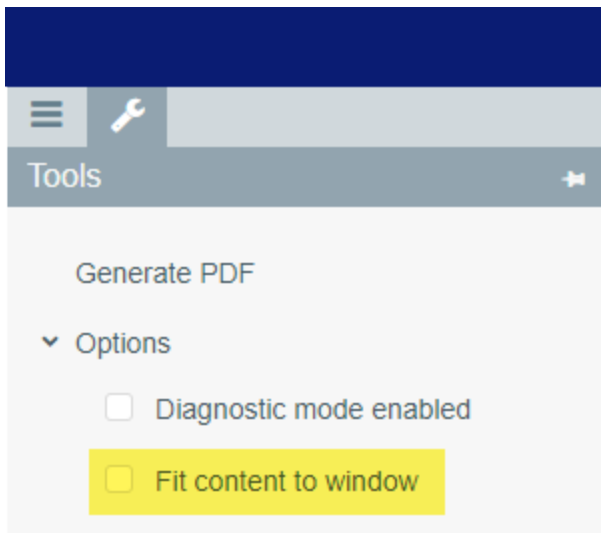 Tools
Generate PDF
Options
Diagnostic mode enabled
Fit content to window